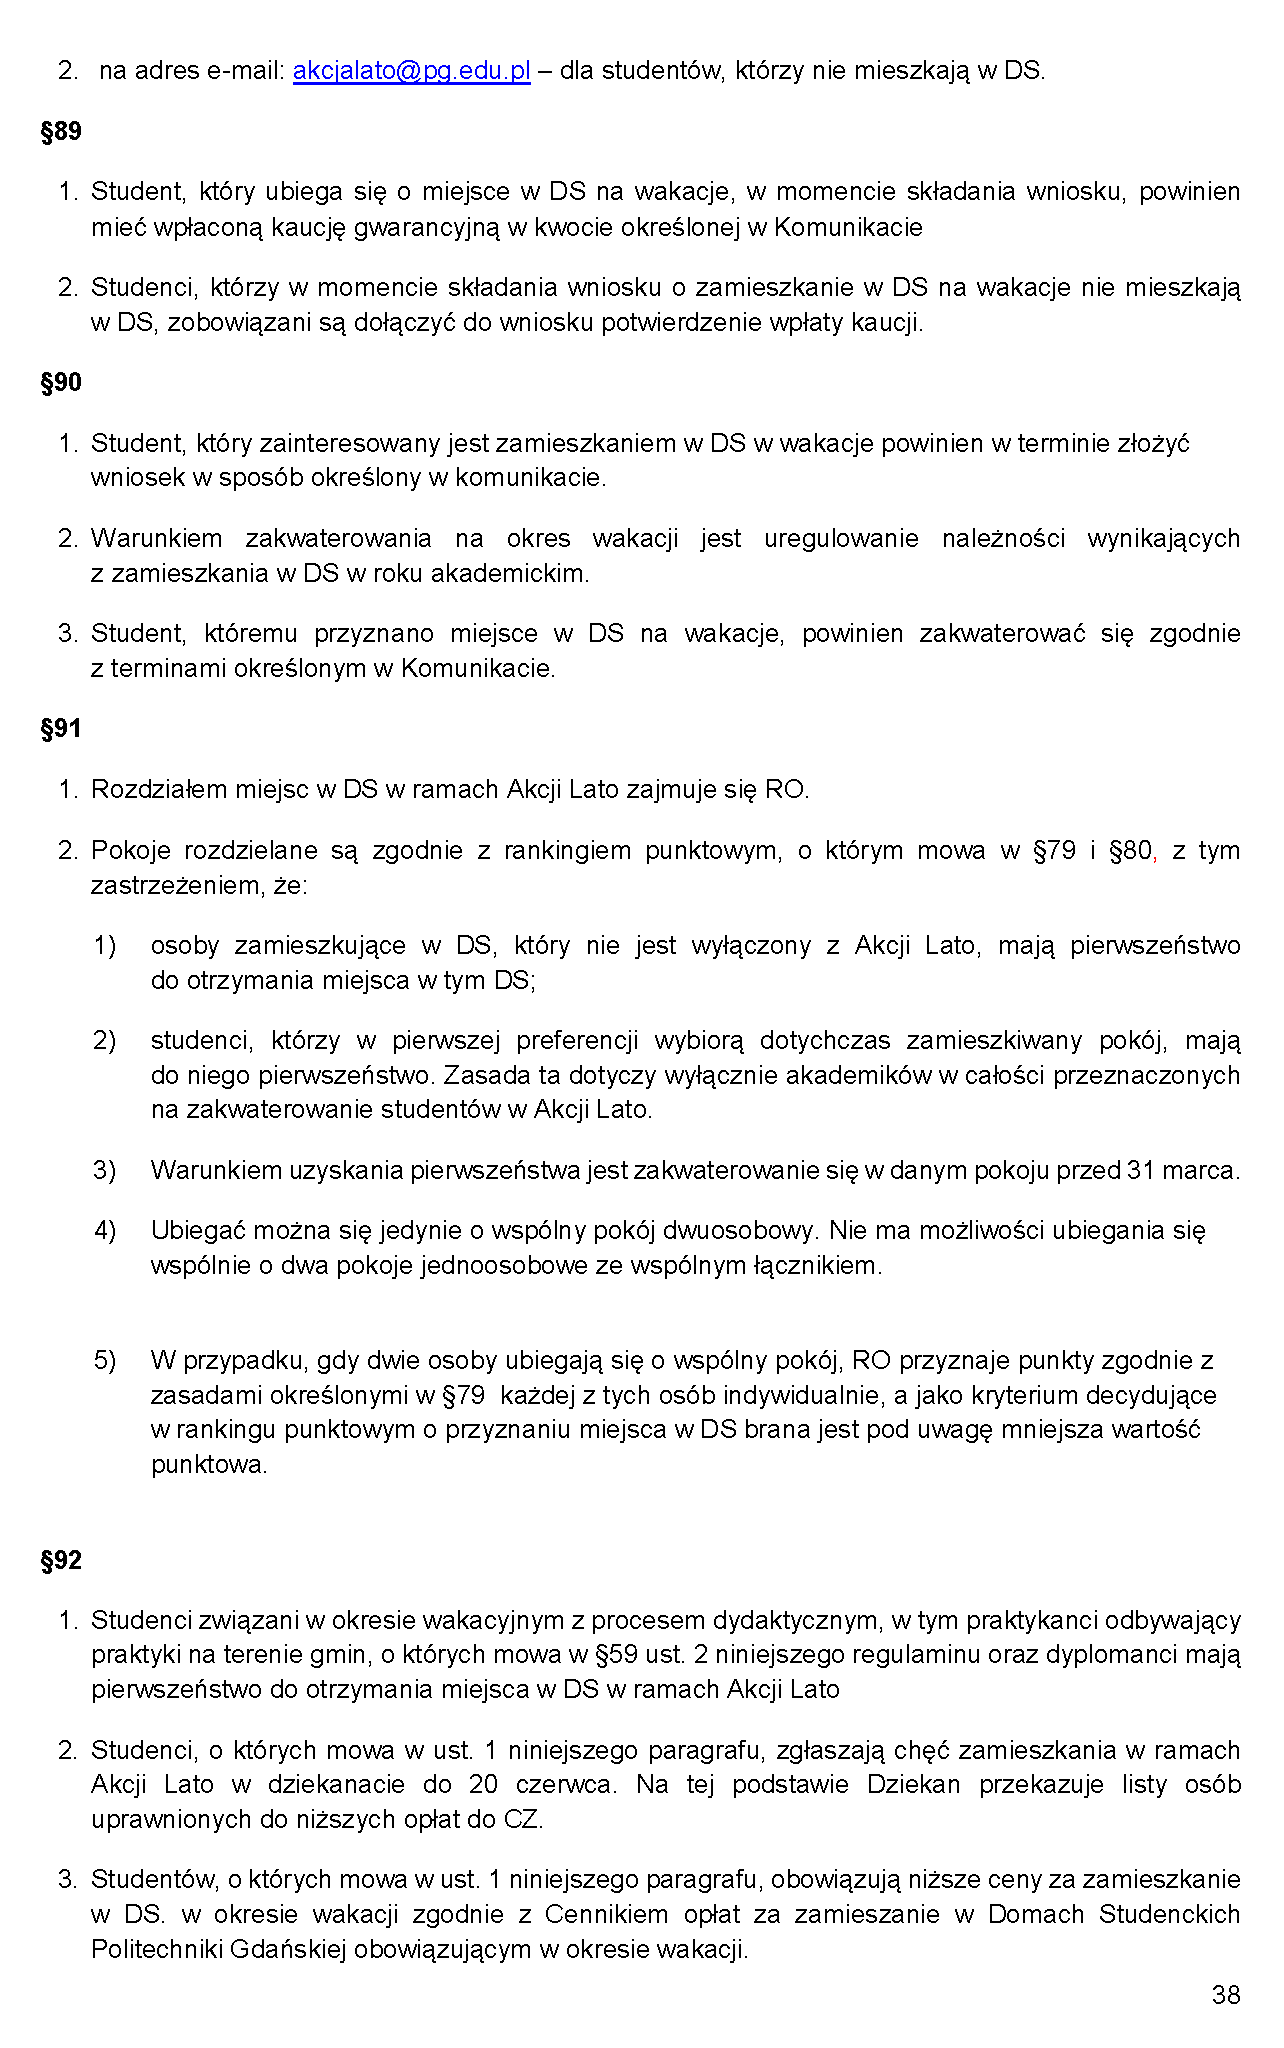 2. na adres e-mail: akcjalato@pg.edu.pl – dla studentów, którzy nie mieszkają w DS.
§89
1. Student, który ubiega się o miejsce w DS na wakacje, w momencie składania wniosku, powinien
mieć wpłaconą kaucję gwarancyjną w kwocie określonej w Komunikacie
2. Studenci, którzy w momencie składania wniosku o zamieszkanie w DS na wakacje nie mieszkają
w DS, zobowiązani są dołączyć do wniosku potwierdzenie wpłaty kaucji.
§90
1. Student, który zainteresowany jest zamieszkaniem w DS w wakacje powinien w terminie złożyć
wniosek w sposób określony w komunikacie.
2. Warunkiem zakwaterowania na okres wakacji jest uregulowanie należności wynikających
z zamieszkania w DS w roku akademickim.
3. Student, któremu przyznano miejsce w DS na wakacje, powinien zakwaterować się zgodnie
z terminami określonym w Komunikacie.
§91
1. Rozdziałem miejsc w DS w ramach Akcji Lato zajmuje się RO.
2. Pokoje rozdzielane są zgodnie z rankingiem punktowym, o którym mowa w §79 i §80, z tym
zastrzeżeniem, że:
1) osoby zamieszkujące w DS, który nie jest wyłączony z Akcji Lato, mają pierwszeństwo
do otrzymania miejsca w tym DS;
2) studenci, którzy w pierwszej preferencji wybiorą dotychczas zamieszkiwany pokój, mają
do niego pierwszeństwo. Zasada ta dotyczy wyłącznie akademików w całości przeznaczonych
na zakwaterowanie studentów w Akcji Lato.
3) Warunkiem uzyskania pierwszeństwa jest zakwaterowanie się w danym pokoju przed 31 marca.
4) Ubiegać można się jedynie o wspólny pokój dwuosobowy. Nie ma możliwości ubiegania się
wspólnie o dwa pokoje jednoosobowe ze wspólnym łącznikiem.
5) W przypadku, gdy dwie osoby ubiegają się o wspólny pokój, RO przyznaje punkty zgodnie z
zasadami określonymi w §79 każdej z tych osób indywidualnie, a jako kryterium decydujące
w rankingu punktowym o przyznaniu miejsca w DS brana jest pod uwagę mniejsza wartość
punktowa.
§92
1. Studenci związani w okresie wakacyjnym z procesem dydaktycznym, w tym praktykanci odbywający
praktyki na terenie gmin, o których mowa w §59 ust. 2 niniejszego regulaminu oraz dyplomanci mają
pierwszeństwo do otrzymania miejsca w DS w ramach Akcji Lato
2. Studenci, o których mowa w ust. 1 niniejszego paragrafu, zgłaszają chęć zamieszkania w ramach
Akcji Lato w dziekanacie do 20 czerwca. Na tej podstawie Dziekan przekazuje listy osób
uprawnionych do niższych opłat do CZ.
3. Studentów, o których mowa w ust. 1 niniejszego paragrafu, obowiązują niższe ceny za zamieszkanie
w DS. w okresie wakacji zgodnie z Cennikiem opłat za zamieszanie w Domach Studenckich
Politechniki Gdańskiej obowiązującym w okresie wakacji.
38